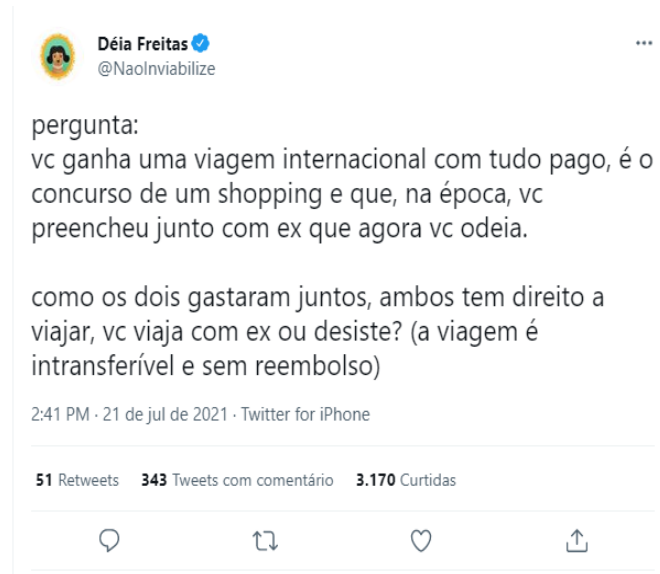 Déia Freitas
@NaoInviabilize
pergunta:
vc ganha uma viagem internacional com tudo pago, é o
concurso de um shopping e que, na época, vc
preencheu junto com ex que agora vc odeia.
como os dois gastaram juntos, ambos tem direito a
viajar, vc viaja com ex ou desiste? (a viagem é
intransferível e sem reembolso)
2:41 PM · 21 de jul de 2021 · Twitter for iPhone
51 Retweets 343 Tweets com comentário 3.170 Curtidas